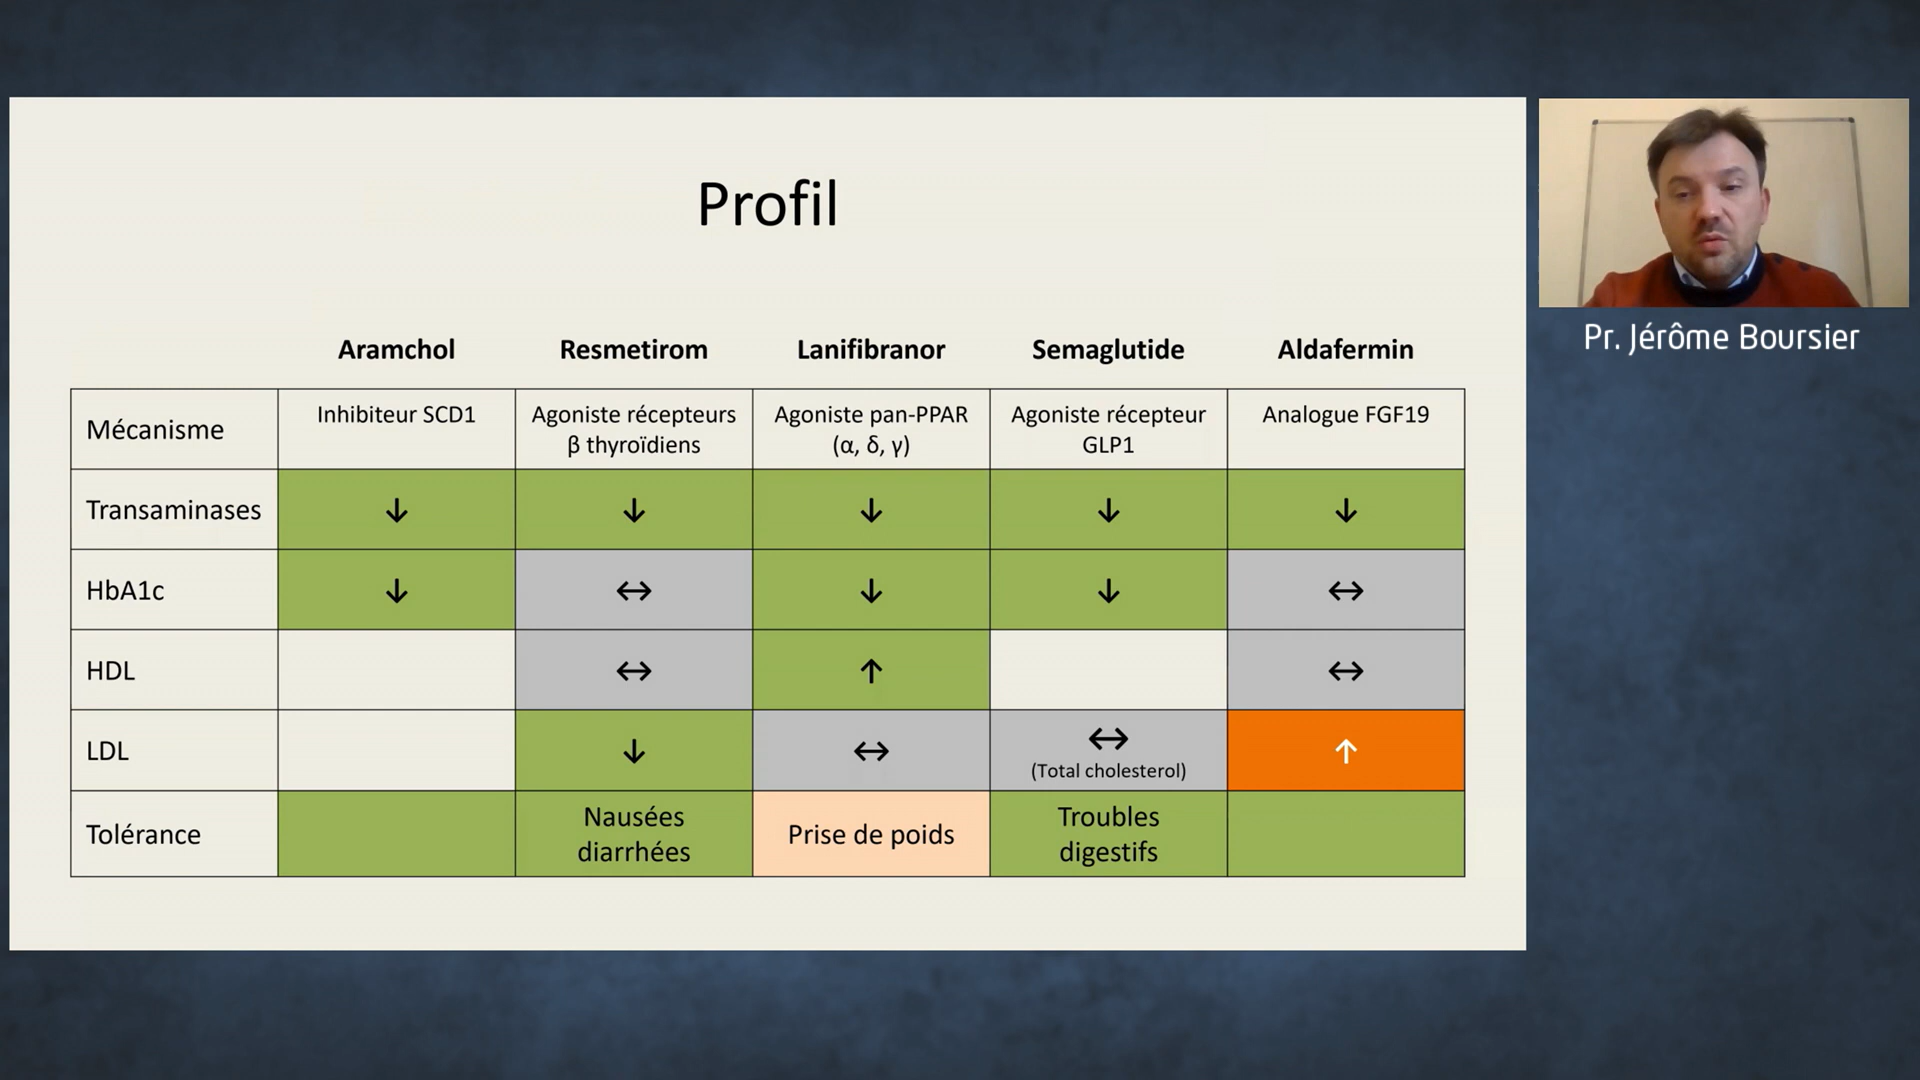 Profil
Aramchol Resmetirom Lanifibranor Semaglutide Aldafermin
Mécanisme
Inhibiteur SCD1
Agoniste récepteurs
β thyroïdiens
Agoniste pan-PPAR
(α, δ, γ)
Agoniste récepteur
GLP1
Analogue FGF19
Transaminases ↓ ↓ ↓ ↓ ↓
HbA1c ↓ ↔ ↓ ↓ ↔
HDL ↔ ↑ ↔
LDL ↓ ↔ ↔ ↑
(Total cholesterol)
Tolérance
Nausées
diarrhées
Prise de poids
Troubles
digestifs
Pr. Jérôme Boursier